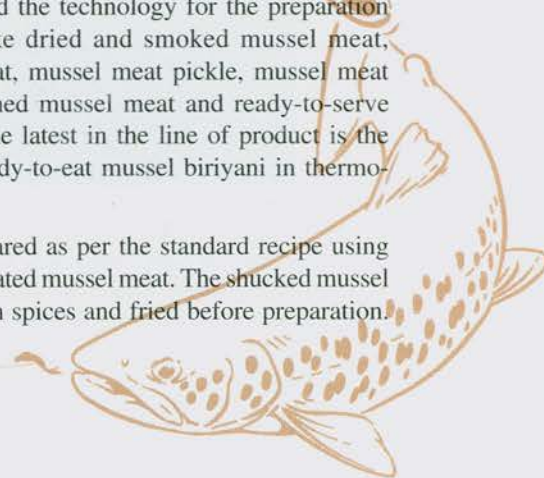 d the technology for the preparation
e dried and smoked mussel meat,
at, mussel meat pickle, mussel meat
ned mussel meat and ready-to-serve
e latest in the line of product is the
dy-to-eat mussel biriyani in thermo-
ared as per the standard recipe using
ated mussel meat. The shucked mussel
n spices and fried before preparation.